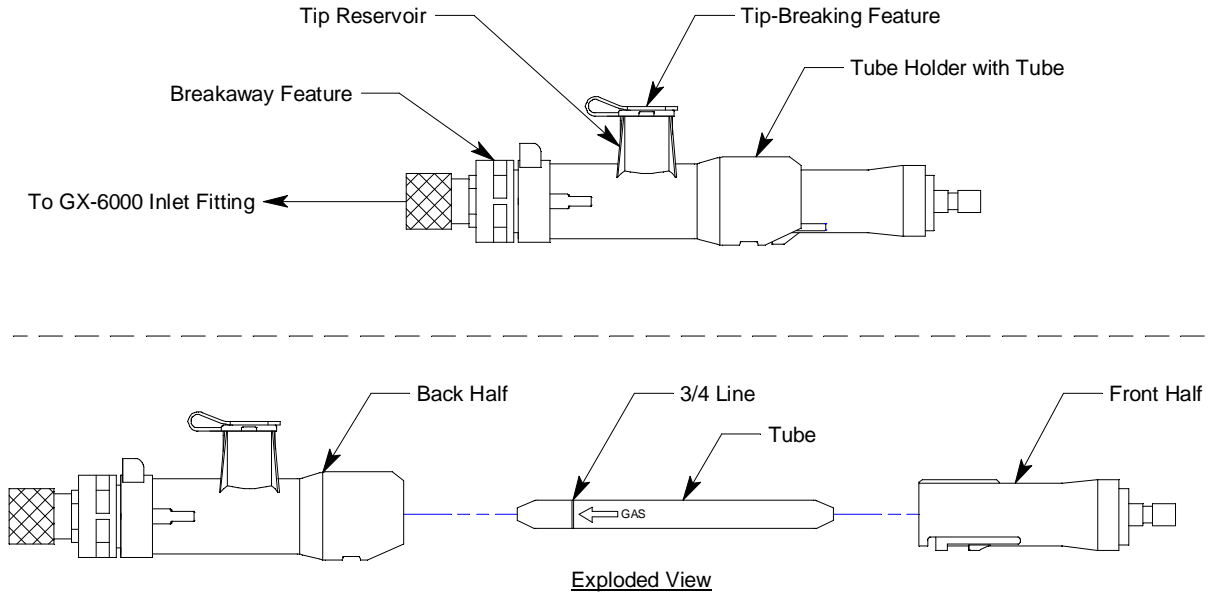 Tip Reservoir
Tip-Breaking Feature
Tube Holder with Tube
Breakaway Feature
To GX-6000 Inlet Fitting
Back Half
3/4 Line
Front Half
Tube
GAS
Exploded View